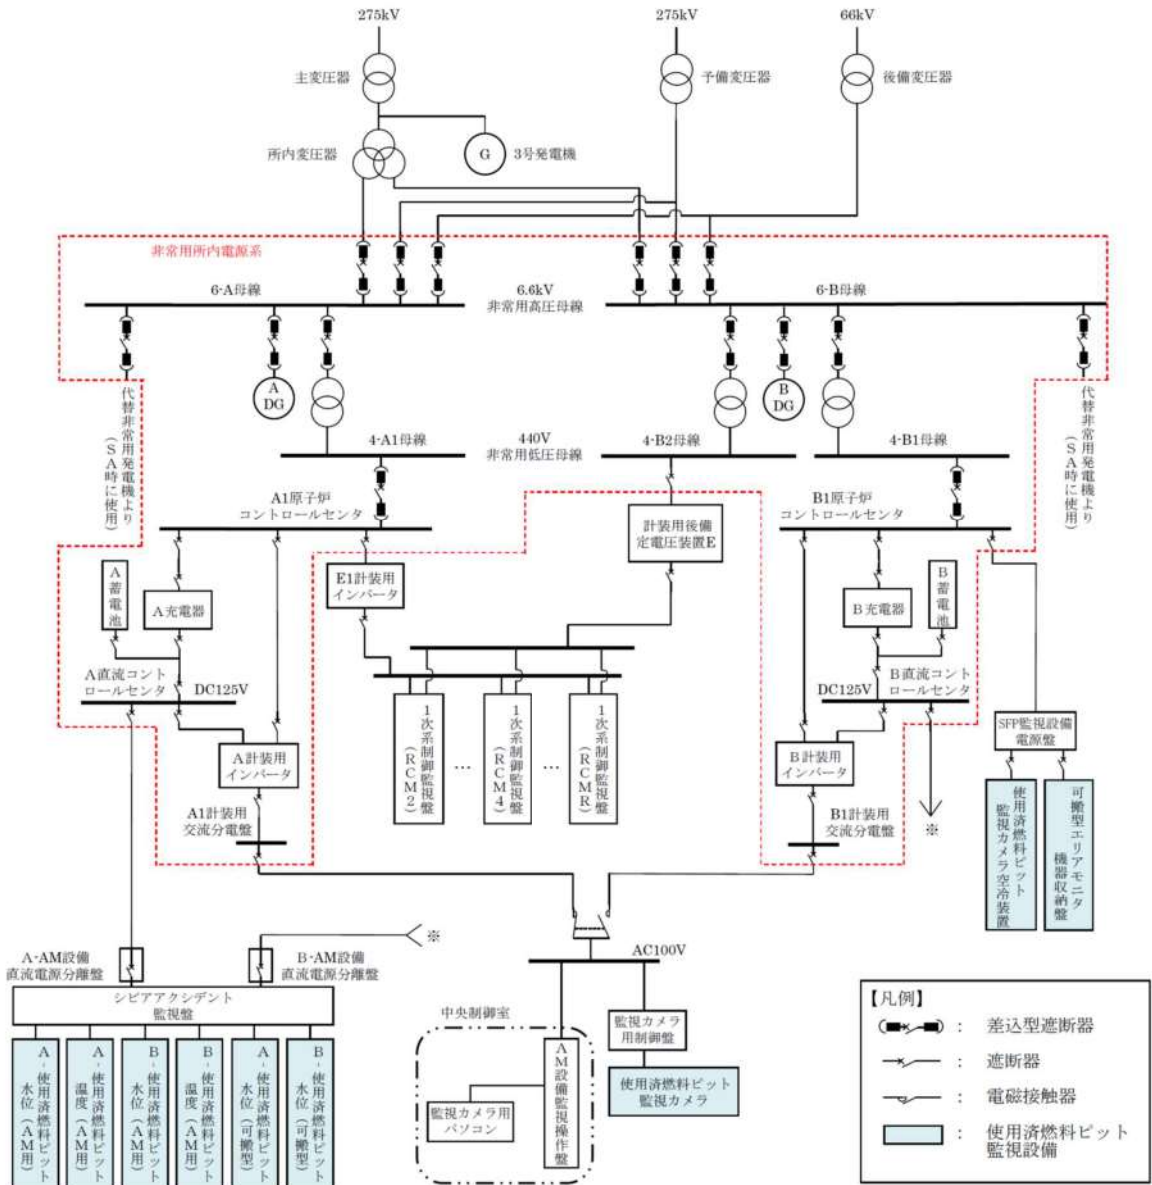 275kV
275kV
66kV
主変圧器
予備変圧器
後備変圧器
所内変圧器
G
3号発電機
非常用所内電源系
6-A母線
6.6kV
非常用高圧母線
6-B母線
A
DG
B
DG
代替非常用発電機より
(SA時に使用)
代替非常用発電機より
(SA時に使用)
4-A1母線
440V
非常用低圧母線
4-B2母線
4-B1母線
A1原子炉
コントロールセンタ
計装用後備
定電圧装置E
B1原子炉
コントロールセンタ
A蓄電池
A充電器
E1計装用
インバータ
B充電器
B蓄電池
A直流コント
ロールセンタ
DC125V
DC125V
B直流コント
ロールセンタ
1次系制御監視盤
(RCM2)
…
1次系制御監視盤
(RCM4)
…
1次系制御監視盤
(RCMR)
A計装用
インバータ
B計装用
インバータ
SFP監視設備
電源盤
A1計装用
交流分電盤
B1計装用
交流分電盤
※
使用済燃料ピット
監視カメラ空冷装置
可搬型エリアモニタ
機器収納盤
A-AM設備
直流電源分離盤
B-AM設備
直流電源分離盤
※
AC100V
シビアアクシデント
監視盤
A-使用済燃料ピット
水位(AM用)
A-使用済燃料ピット
温度(AM用)
B-使用済燃料ピット
水位(AM用)
B-使用済燃料ピット
温度(AM用)
A-使用済燃料ピット
水位(可搬型)
B-使用済燃料ピット
水位(可搬型)
中央制御室
監視カメラ用
パソコン
AM設備監視操作盤
監視カメラ
用制御盤
使用済燃料ピット
監視カメラ
【凡例】
： 差込型遮断器
： 遮断器
： 電磁接触器
： 使用済燃料ピット
監視設備